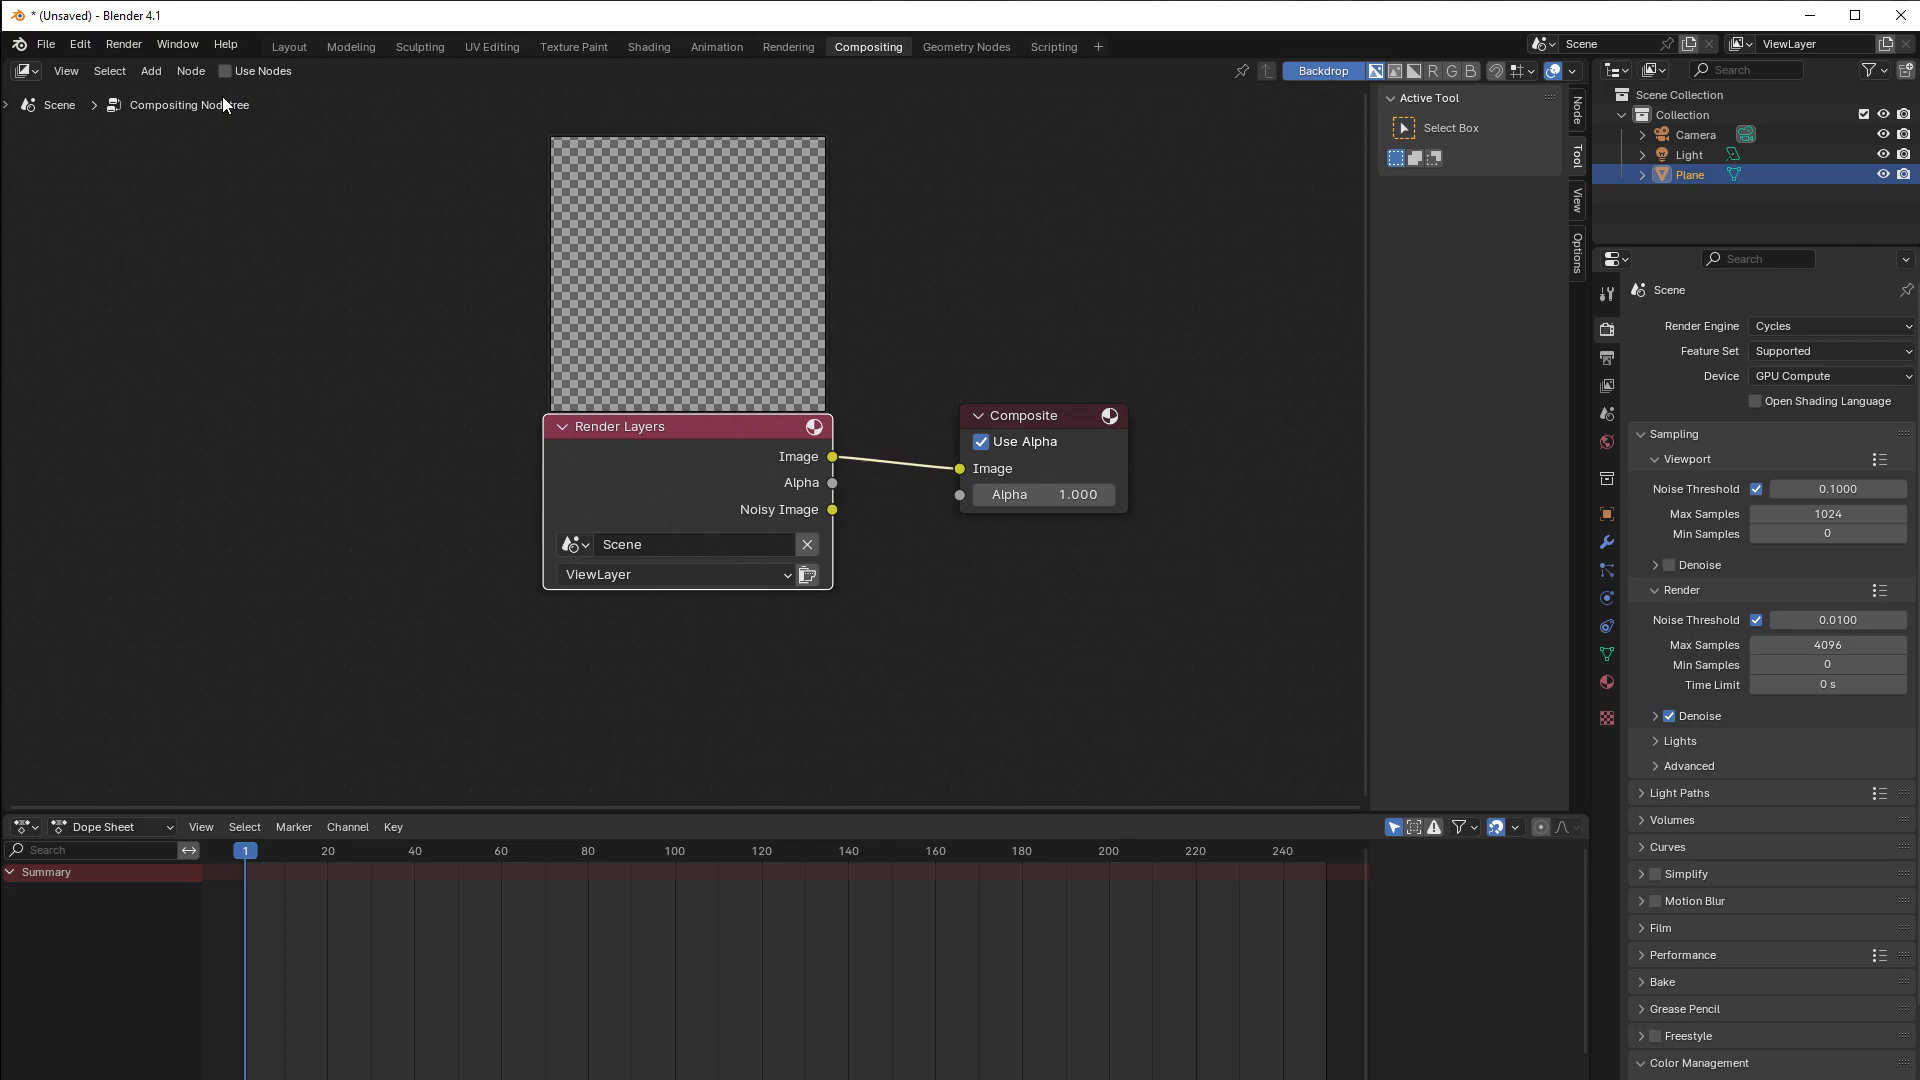 * (Unsaved) - Blender 4.1
File Edit Render Window Help Layout Modeling Sculpting UV Editing Texture Paint Shading Animation Rendering Compositing Geometry Nodes Scripting + Scene ViewLayer
View Select Add Node Use Nodes Backdrop R G B Search
Scene Compositing Nodetree
Active Tool
Select Box
Node
Tool
View
Options
Scene Collection
Collection
Camera
Light
Plane
Search
Scene
Render Engine Cycles
Feature Set Supported
Device GPU Compute
Open Shading Language
Sampling
Viewport
Noise Threshold 0.1000
Max Samples 1024
Min Samples 0
Denoise
Render
Noise Threshold 0.0100
Max Samples 4096
Min Samples 0
Time Limit 0 s
Denoise
Lights
Advanced
Light Paths
Volumes
Curves
Simplify
Motion Blur
Film
Performance
Bake
Grease Pencil
Freestyle
Color Management
Render Layers
Image
Alpha
Noisy Image
Scene
ViewLayer
Composite
Use Alpha
Image
Alpha 1.000
Dope Sheet View Select Marker Channel Key
Search 1 20 40 60 80 100 120 140 160 180 200 220 240
Summary